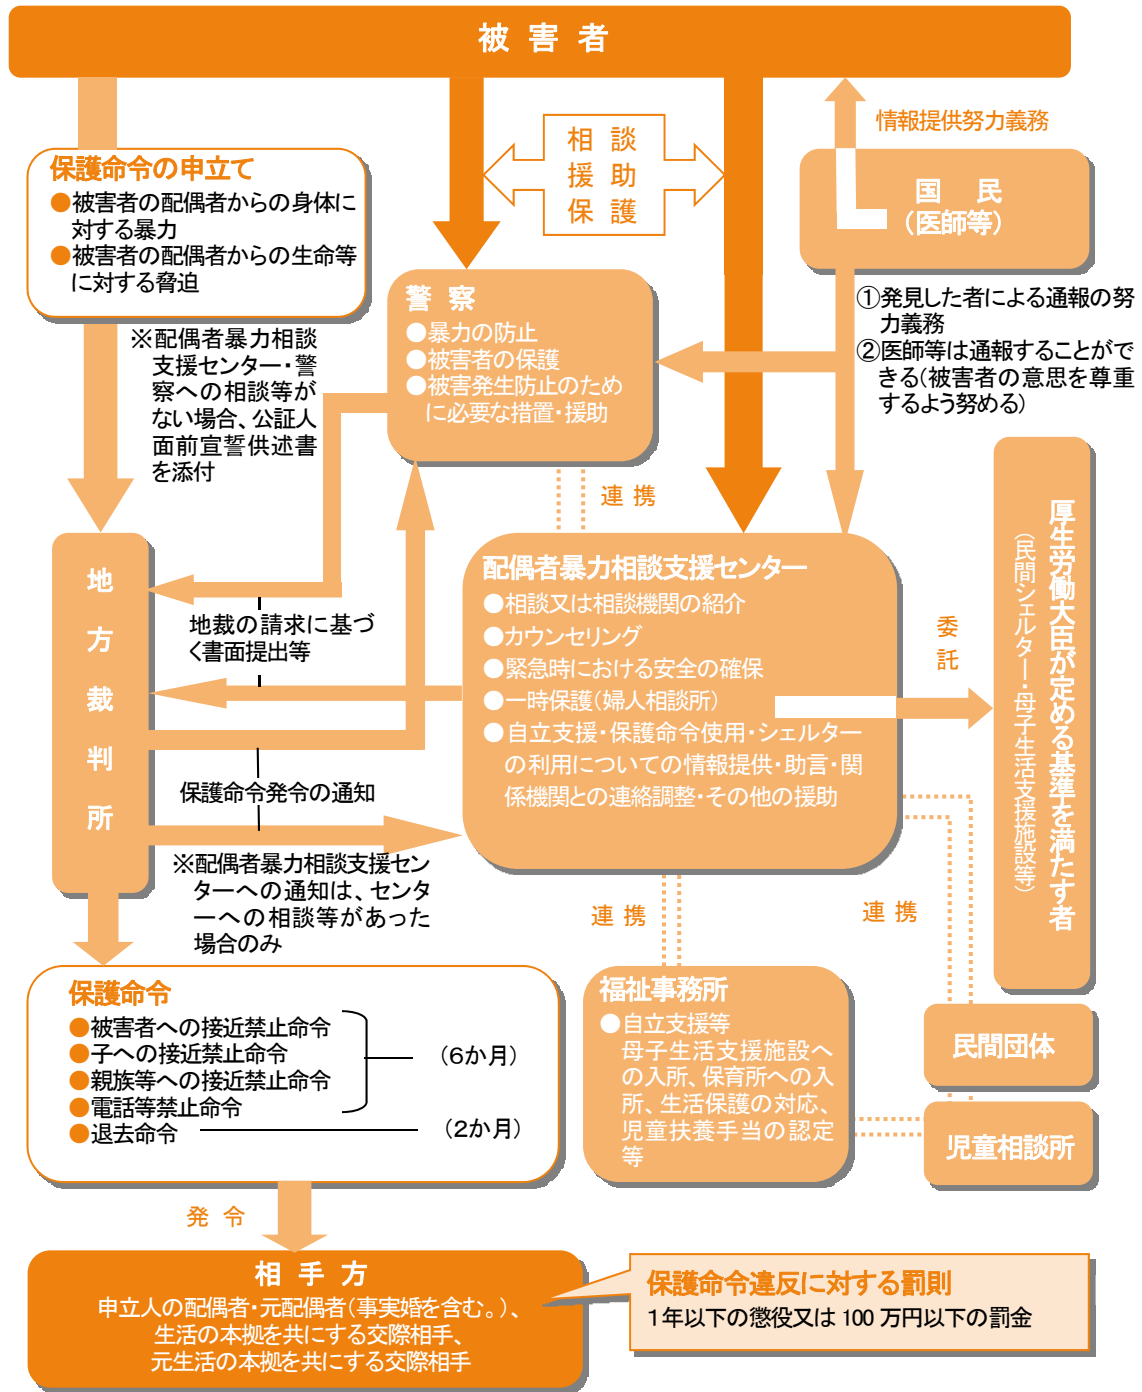 被害者
保護命令の申立て
●被害者の配偶者からの身体に
対する暴力
●被害者の配偶者からの生命等
に対する脅迫
相談
援助
保護
情報提供努力義務
国民
（医師等）
警察
●暴力の防止
●被害者の保護
●被害発生防止のため
に必要な措置・援助
①発見した者による通報の努
力義務
②医師等は通報することがで
きる(被害者の意思を尊重
するよう努める)
※配偶者暴力相談
支援センター・警
察への相談等が
ない場合、公証人
面前宣誓供述書
を添付
連携
地方裁判所
地裁の請求に基づ
く書面提出等
配偶者暴力相談支援センター
●相談又は相談機関の紹介
●カウンセリング
●緊急時における安全の確保
●一時保護（婦人相談所）
●自立支援・保護命令使用・シェルター
の利用についての情報提供・助言・関
係機関との連絡調整・その他の援助
委託
厚生労働大臣が定める基準を満たす者
（民間シェルター・母子生活支援施設等）
保護命令発令の通知
※配偶者暴力相談支援セン
ターへの通知は、センタ
ーへの相談等があった
場合のみ
連携
連携
保護命令
●被害者への接近禁止命令
●子への接近禁止命令
●親族等への接近禁止命令
●電話等禁止命令
●退去命令
（６か月）
（２か月）
福祉事務所
●自立支援等
母子生活支援施設へ
の入所、保育所への入
所、生活保護の対応、
児童扶養手当の認定
等
民間団体
児童相談所
発令
相手方
申立人の配偶者・元配偶者（事実婚を含む。）、
生活の本拠を共にする交際相手、
元生活の本拠を共にする交際相手
保護命令違反に対する罰則
１年以下の懲役又は 100 万円以下の罰金